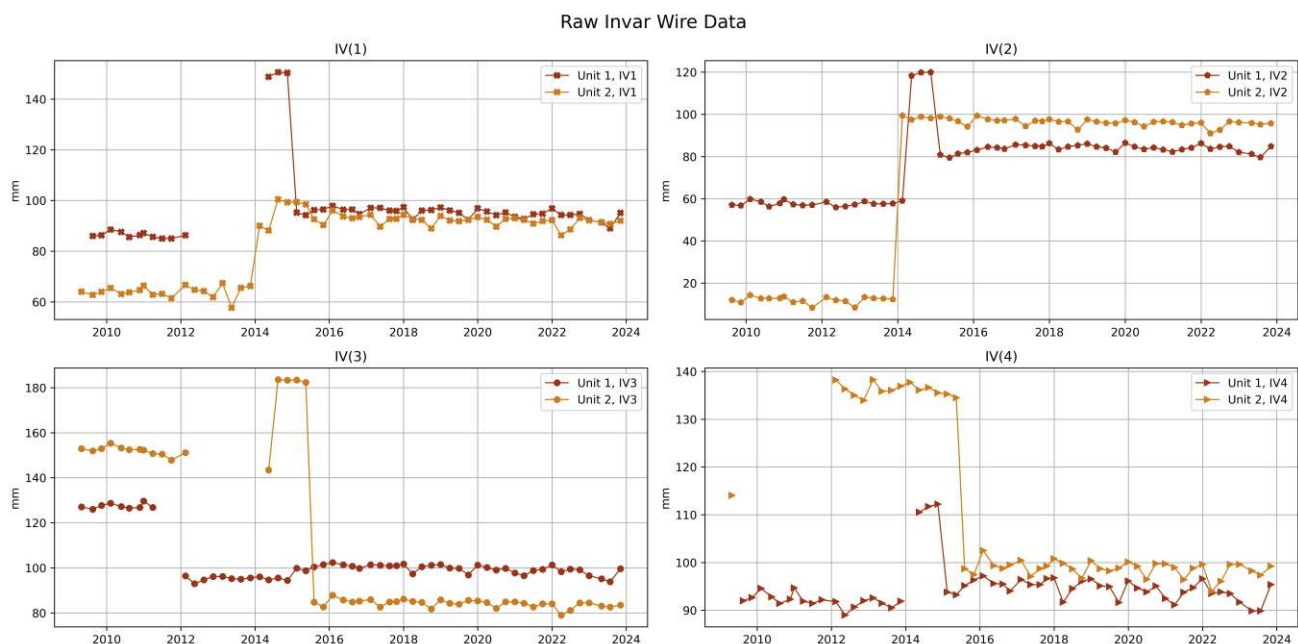 Raw Invar Wire Data
IV(1)
Unit 1, IV1
Unit 2, IV1
mm
140
120
100
80
60
2010 2012 2014 2016 2018 2020 2022 2024
IV(2)
Unit 1, IV2
Unit 2, IV2
mm
120
100
80
60
40
20
2010 2012 2014 2016 2018 2020 2022 2024
IV(3)
Unit 1, IV3
Unit 2, IV3
mm
180
160
140
120
100
80
2010 2012 2014 2016 2018 2020 2022 2024
IV(4)
Unit 1, IV4
Unit 2, IV4
mm
140
130
120
110
100
90
2010 2012 2014 2016 2018 2020 2022 2024